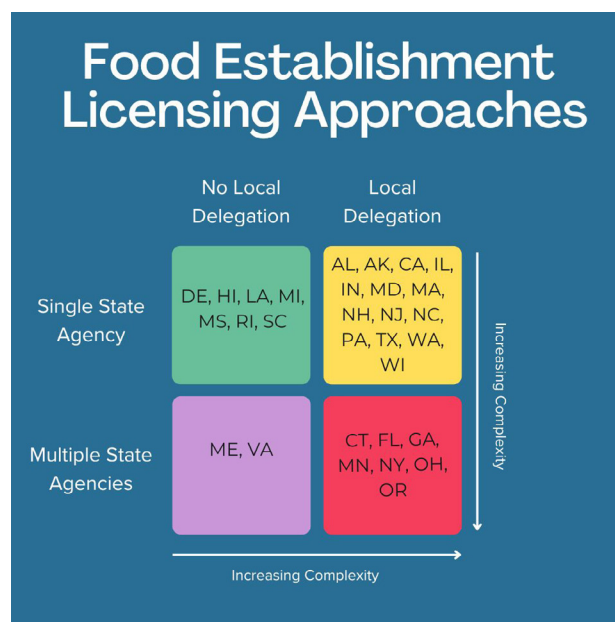 Food Establishment
Licensing Approaches
No Local
Delegation
Local
Delegation
Single State
Agency
DE, HI, LA, MI,
MS, RI, SC
AL, AK, CA, IL,
IN, MD, MA,
NH, NJ, NC,
PA, TX, WA,
WI
Increasing Complexity
Multiple State
Agencies
ME, VA
CT, FL, GA,
MN, NY, OH,
OR
Increasing Complexity